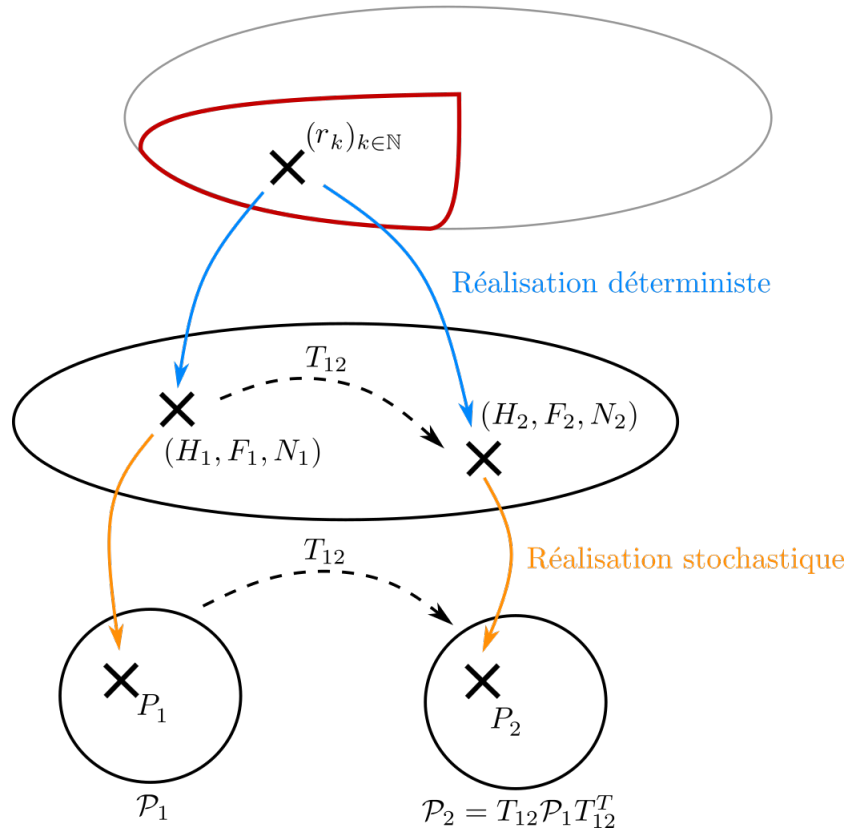 (r_k)_{k∈ℕ}
Réalisation déterministe
T_{12}
(H_2, F_2, N_2)
(H_1, F_1, N_1)
T_{12}
Réalisation stochastique
P_1
P_2
𝒫_1
𝒫_2 = T_{12}𝒫_1T_{12}^T